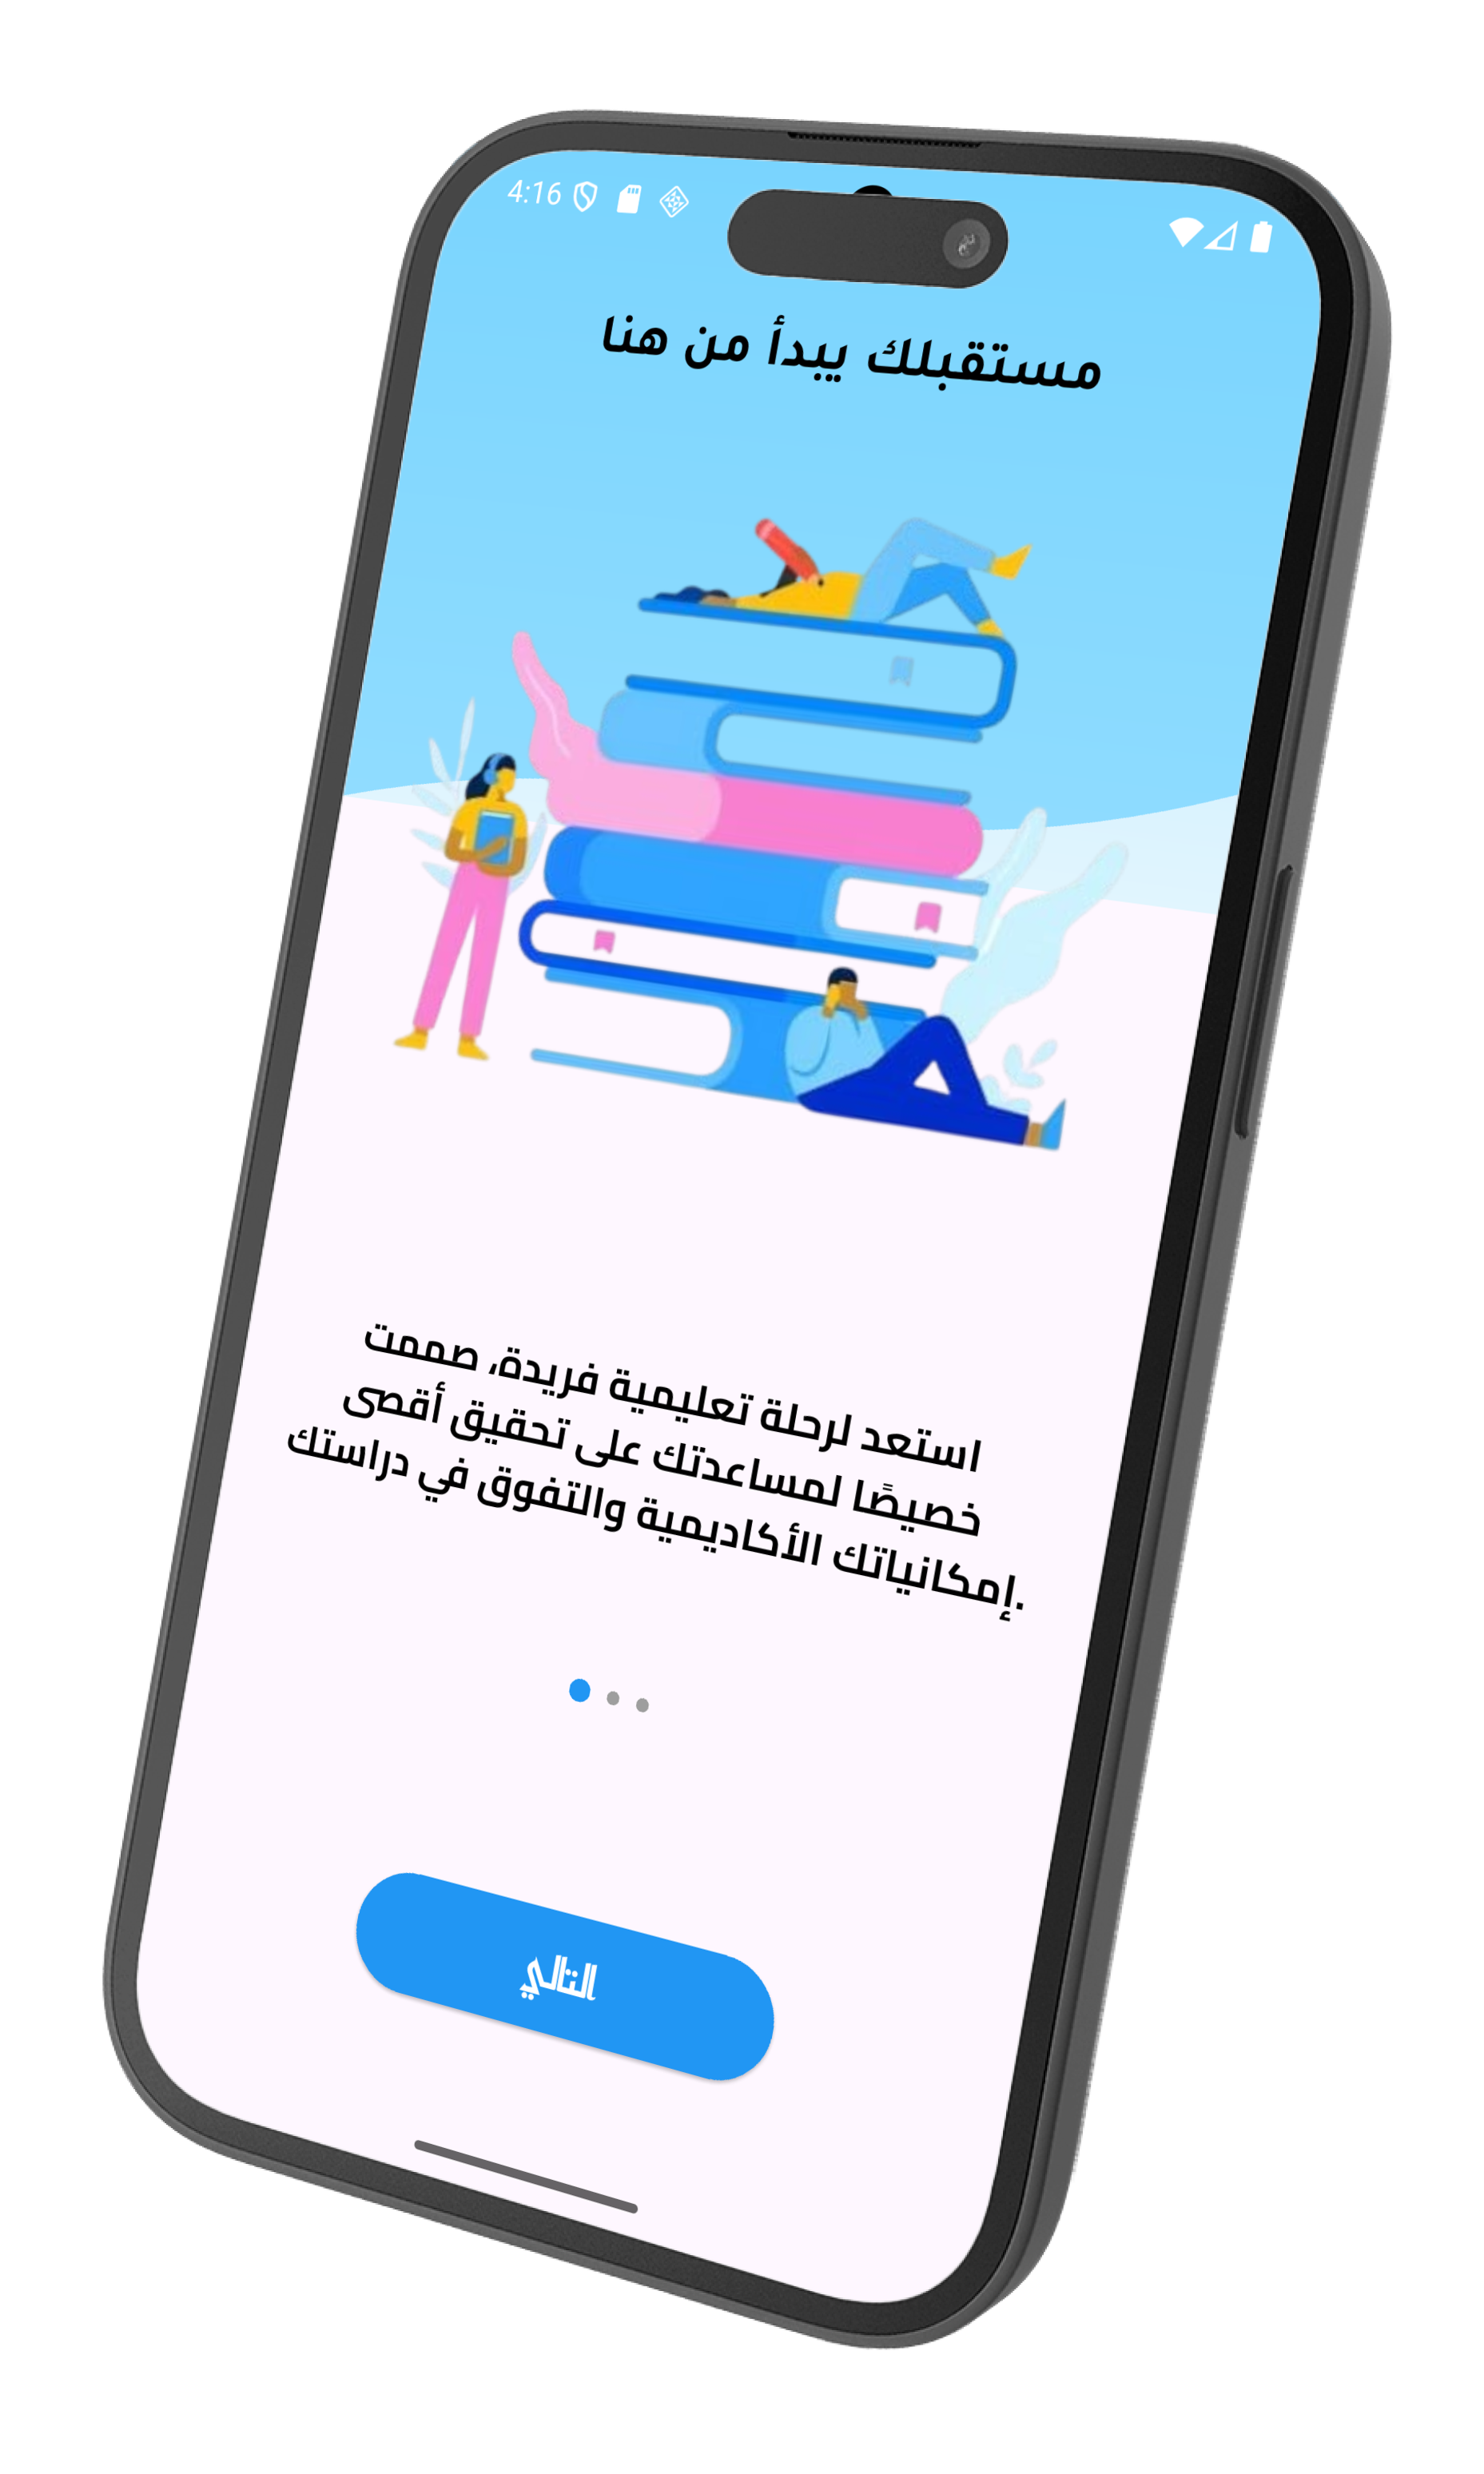 4:16
مستقبلك يبدأ من هنا
استعد لرحلة تعليمية فريدة، صممت
خصيصًا لمساعدتك على تحقيق أقصى
إمكانياتك الأكاديمية والتفوق في دراستك.
التالي